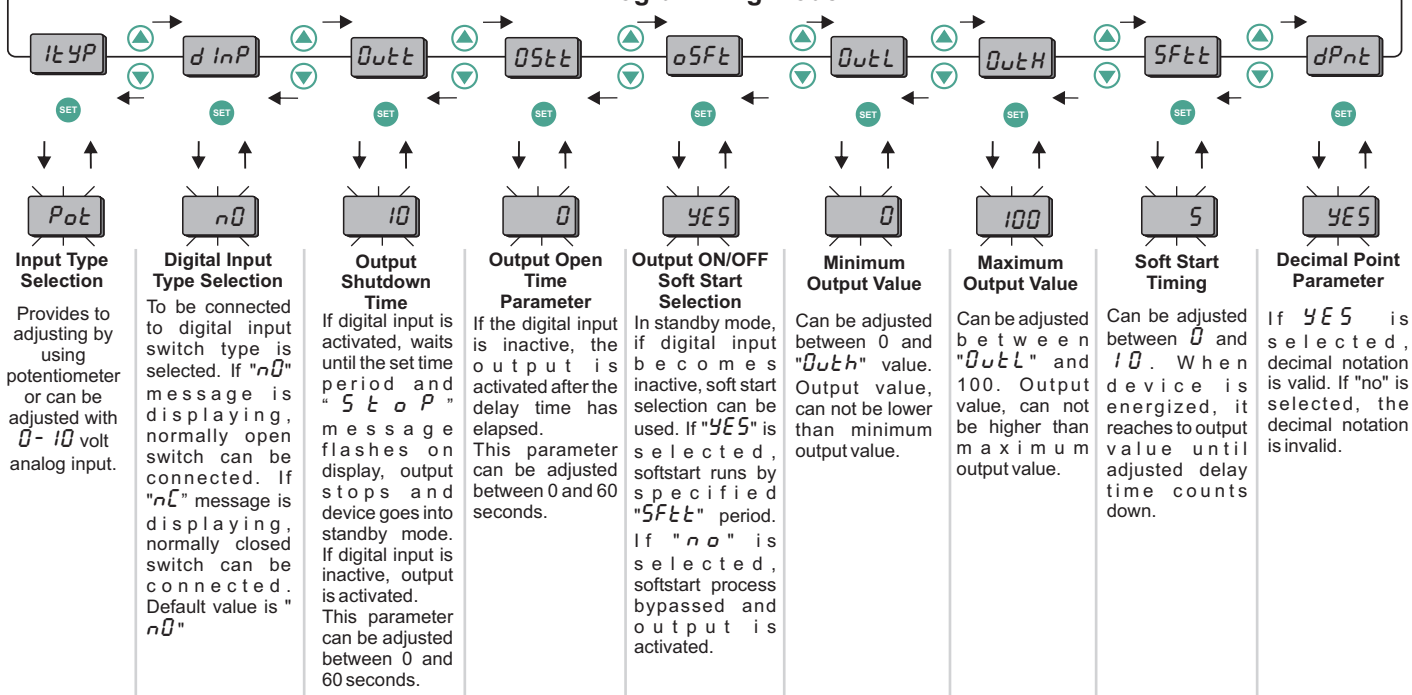 ItYP dInP Outt OStt oSFt OutL OutH SFtt dPnt
SET SET SET SET SET SET SET SET SET
Pot nO 10 0 YES 0 100 5 YES
Input Type
Selection
Provides to
adjusting by
using
potentiometer
or can be
adjusted with
0- 10 volt
analog input.
Digital Input
Type Selection
To be connected
to digital input
switch type is
selected. If "nO"
message is
displaying,
normally open
switch can be
connected. If
"nC" message is
displaying,
normally closed
switch can be
connected.
Default value is "
nO"
Output
Shutdown
Time
If digital input is
activated, waits
until the set time
period and
“ StoP ”
message
flashes on
display, output
stops and
device goes into
standby mode.
If digital input is
inactive, output
is activated.
This parameter
can be adjusted
between 0 and
60 seconds.
Output Open
Time
Parameter
If the digital input
is inactive, the
output is
activated after the
delay time has
elapsed.
This parameter
can be adjusted
between 0 and 60
seconds.
Output ON/OFF
Soft Start
Selection
In standby mode,
if digital input
becomes
inactive, soft start
selection can be
used. If "YES" is
selected,
softstart runs by
specified
"SFtt" period.
If "no" is
selected,
softstart process
bypassed and
output is
activated.
Minimum
Output Value
Can be adjusted
between 0 and
"Outh" value.
Output value,
can not be lower
than minimum
output value.
Maximum
Output Value
Can be adjusted
between
"OutL" and
100. Output
value, can not
be higher than
maximum
output value.
Soft Start
Timing
Can be adjusted
between 0 and
10. When
device is
energized, it
reaches to output
value until
adjusted delay
time counts
down.
Decimal Point
Parameter
If YES is
selected,
decimal notation
is valid. If "no" is
selected, the
decimal notation
is invalid.